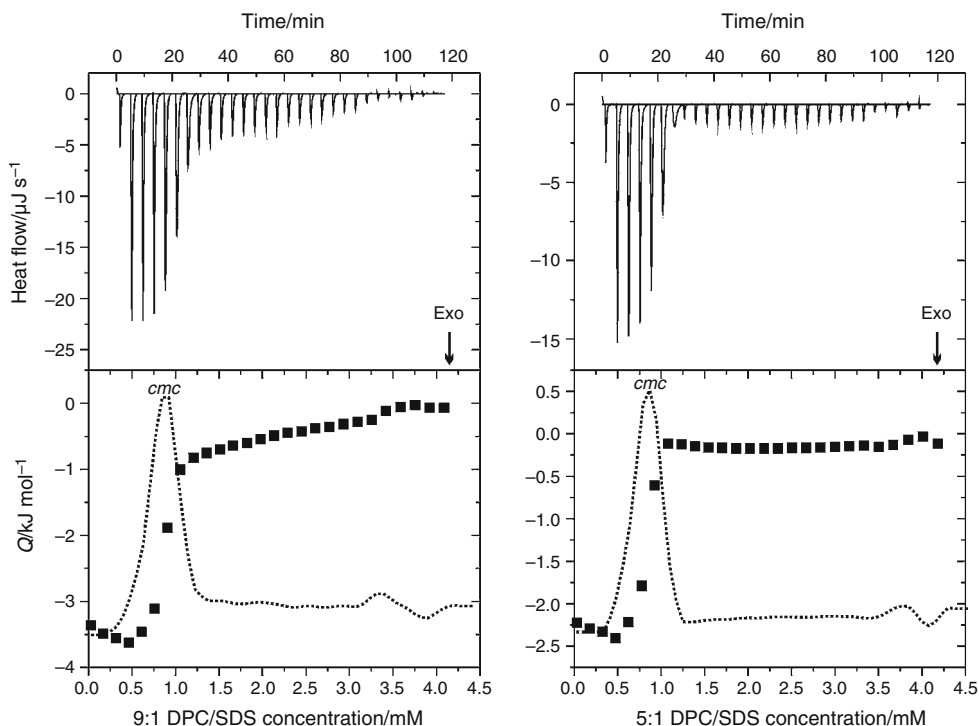 Time/min
0 20 40 60 80 100 120
0
−5
−10
−15
−20
−25
Heat flow/µJ s⁻¹
Exo
cmc
0
−1
−2
−3
−4
Q/kJ mol⁻¹
0.0 0.5 1.0 1.5 2.0 2.5 3.0 3.5 4.0 4.5
9:1 DPC/SDS concentration/mM
Time/min
0 20 40 60 80 100 120
0
−5
−10
−15
Exo
cmc
0.5
0.0
−0.5
−1.0
−1.5
−2.0
−2.5
0.0 0.5 1.0 1.5 2.0 2.5 3.0 3.5 4.0 4.5
5:1 DPC/SDS concentration/mM